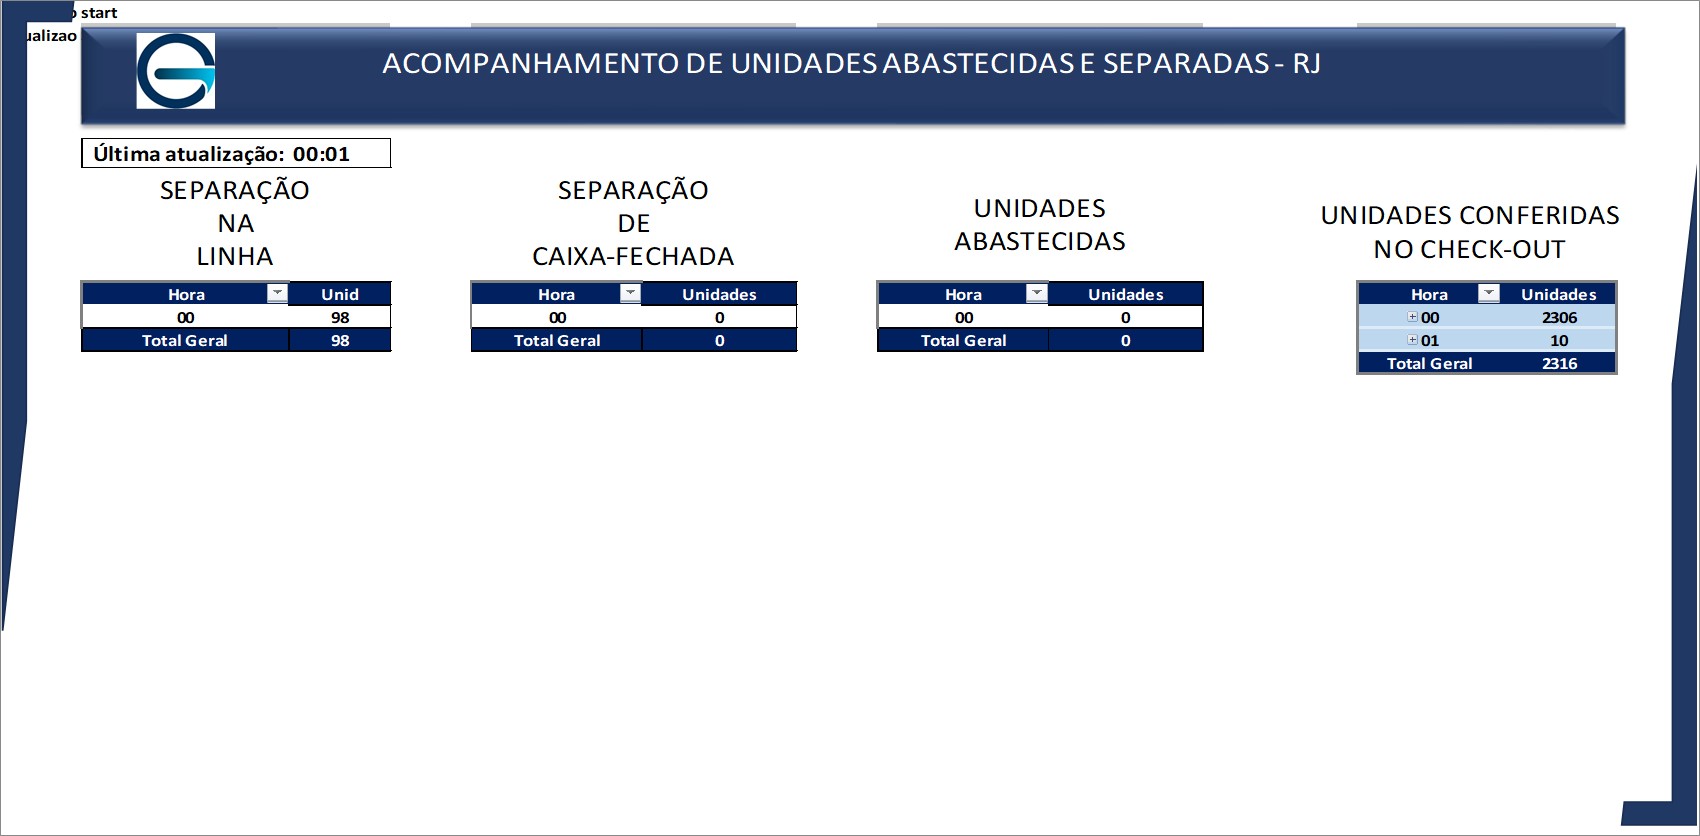 start
ACOMPANHAMENTO DE UNIDADES ABASTECIDAS E SEPARADAS - RJ
Última atualização: 00:01
SEPARAÇÃO
NA
LINHA
Hora Unid
00 98
Total Geral 98
SEPARAÇÃO
DE
CAIXA-FECHADA
Hora Unidades
00 0
Total Geral 0
UNIDADES
ABASTECIDAS
Hora Unidades
00 0
Total Geral 0
UNIDADES CONFERIDAS
NO CHECK-OUT
Hora Unidades
00 2306
01 10
Total Geral 2316